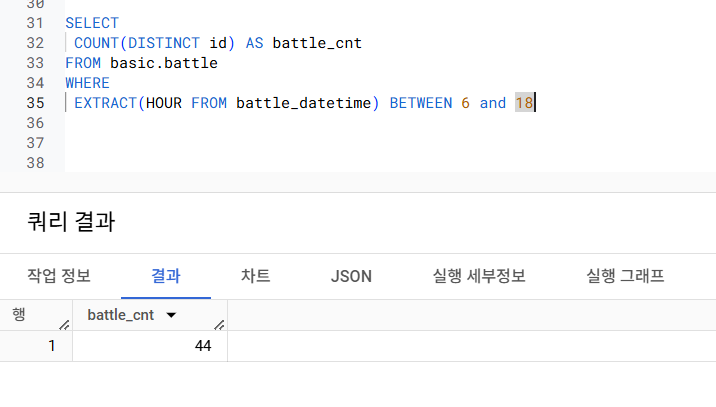 30
31 SELECT
32 COUNT(DISTINCT id) AS battle_cnt
33 FROM basic.battle
34 WHERE
35 EXTRACT(HOUR FROM battle_datetime) BETWEEN 6 and 18
36
37
38
쿼리 결과
작업 정보 결과 차트 JSON 실행 세부정보 실행 그래프
행 battle_cnt
1 44